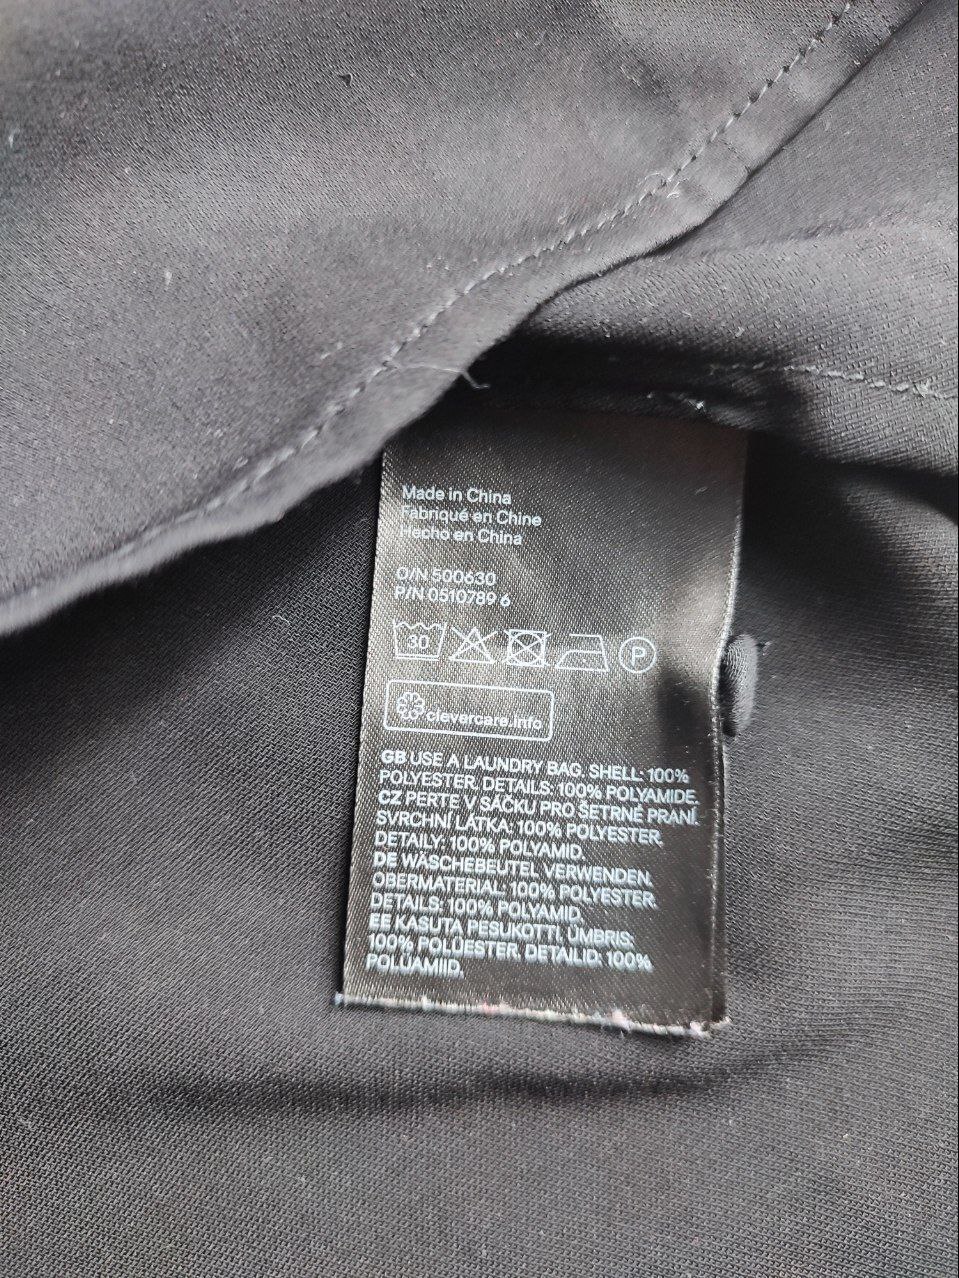 Made in China
Fabriqué en Chine
Hecho en China
O/N 500630
P/N 0510789 6
30 P
clevercare.info
GB USE A LAUNDRY BAG. SHELL: 100%
POLYESTER. DETAILS: 100% POLYAMIDE.
CZ PERTE V SÁČKU PRO ŠETRNÉ PRANÍ.
SVRCHNÍ LÁTKA: 100% POLYESTER.
DETAILY: 100% POLYAMID.
DE WÄSCHEBEUTEL VERWENDEN.
OBERMATERIAL: 100% POLYESTER.
DETAILS: 100% POLYAMID.
EE KASUTA PESUKOTTI. ÜMBRIS:
100% POLÜESTER. DETAILID: 100%
POLÜAMIID.